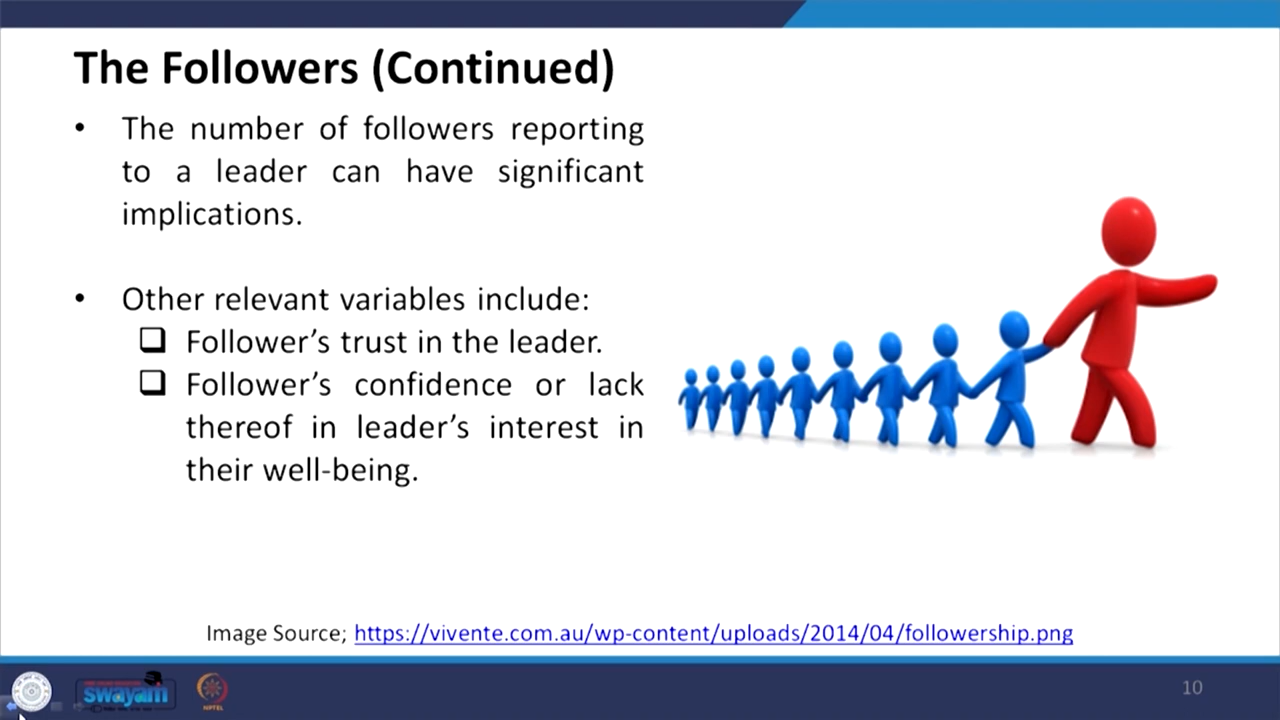 The Followers (Continued)
• The number of followers reporting
to a leader can have significant
implications.
• Other relevant variables include:
❑ Follower's trust in the leader.
❑ Follower's confidence or lack
thereof in leader's interest in
their well-being.
Image Source; https://vivente.com.au/wp-content/uploads/2014/04/followership.png
swayam
NPTEL
10